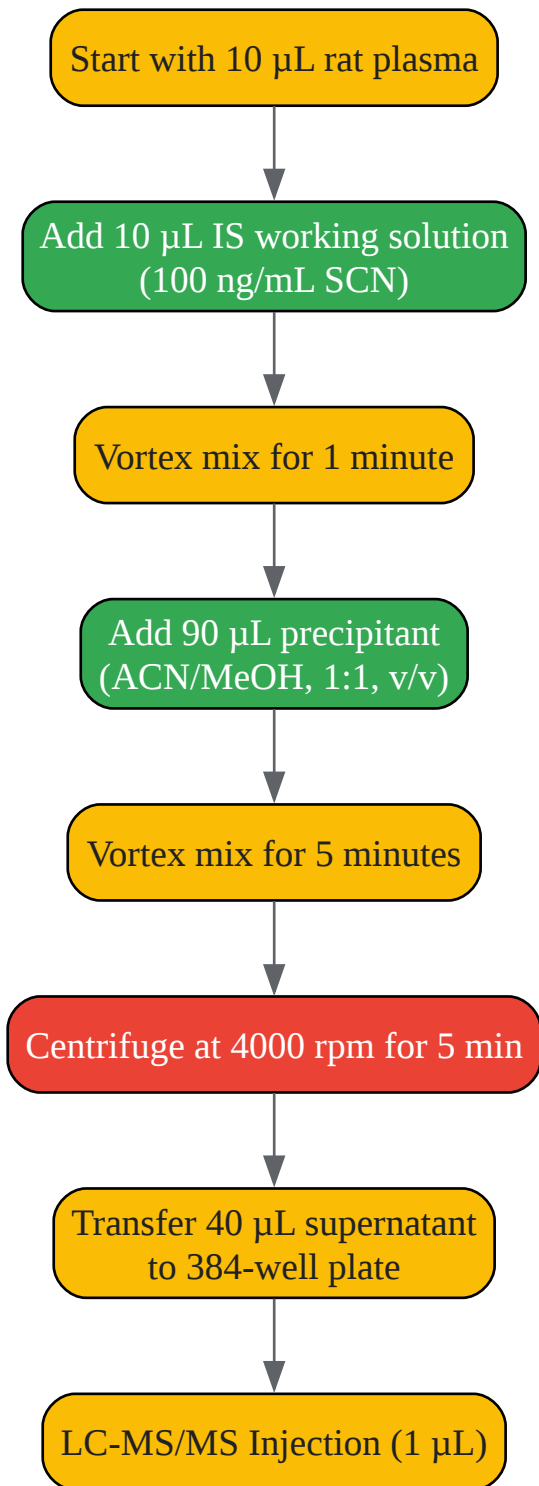 Start with 10 µL rat plasma
Add 10 µL IS working solution
(100 ng/mL SCN)
Vortex mix for 1 minute
Add 90 µL precipitant
(ACN/MeOH, 1:1, v/v)
Vortex mix for 5 minutes
Centrifuge at 4000 rpm for 5 min
Transfer 40 µL supernatant
to 384-well plate
LC-MS/MS Injection (1 µL)